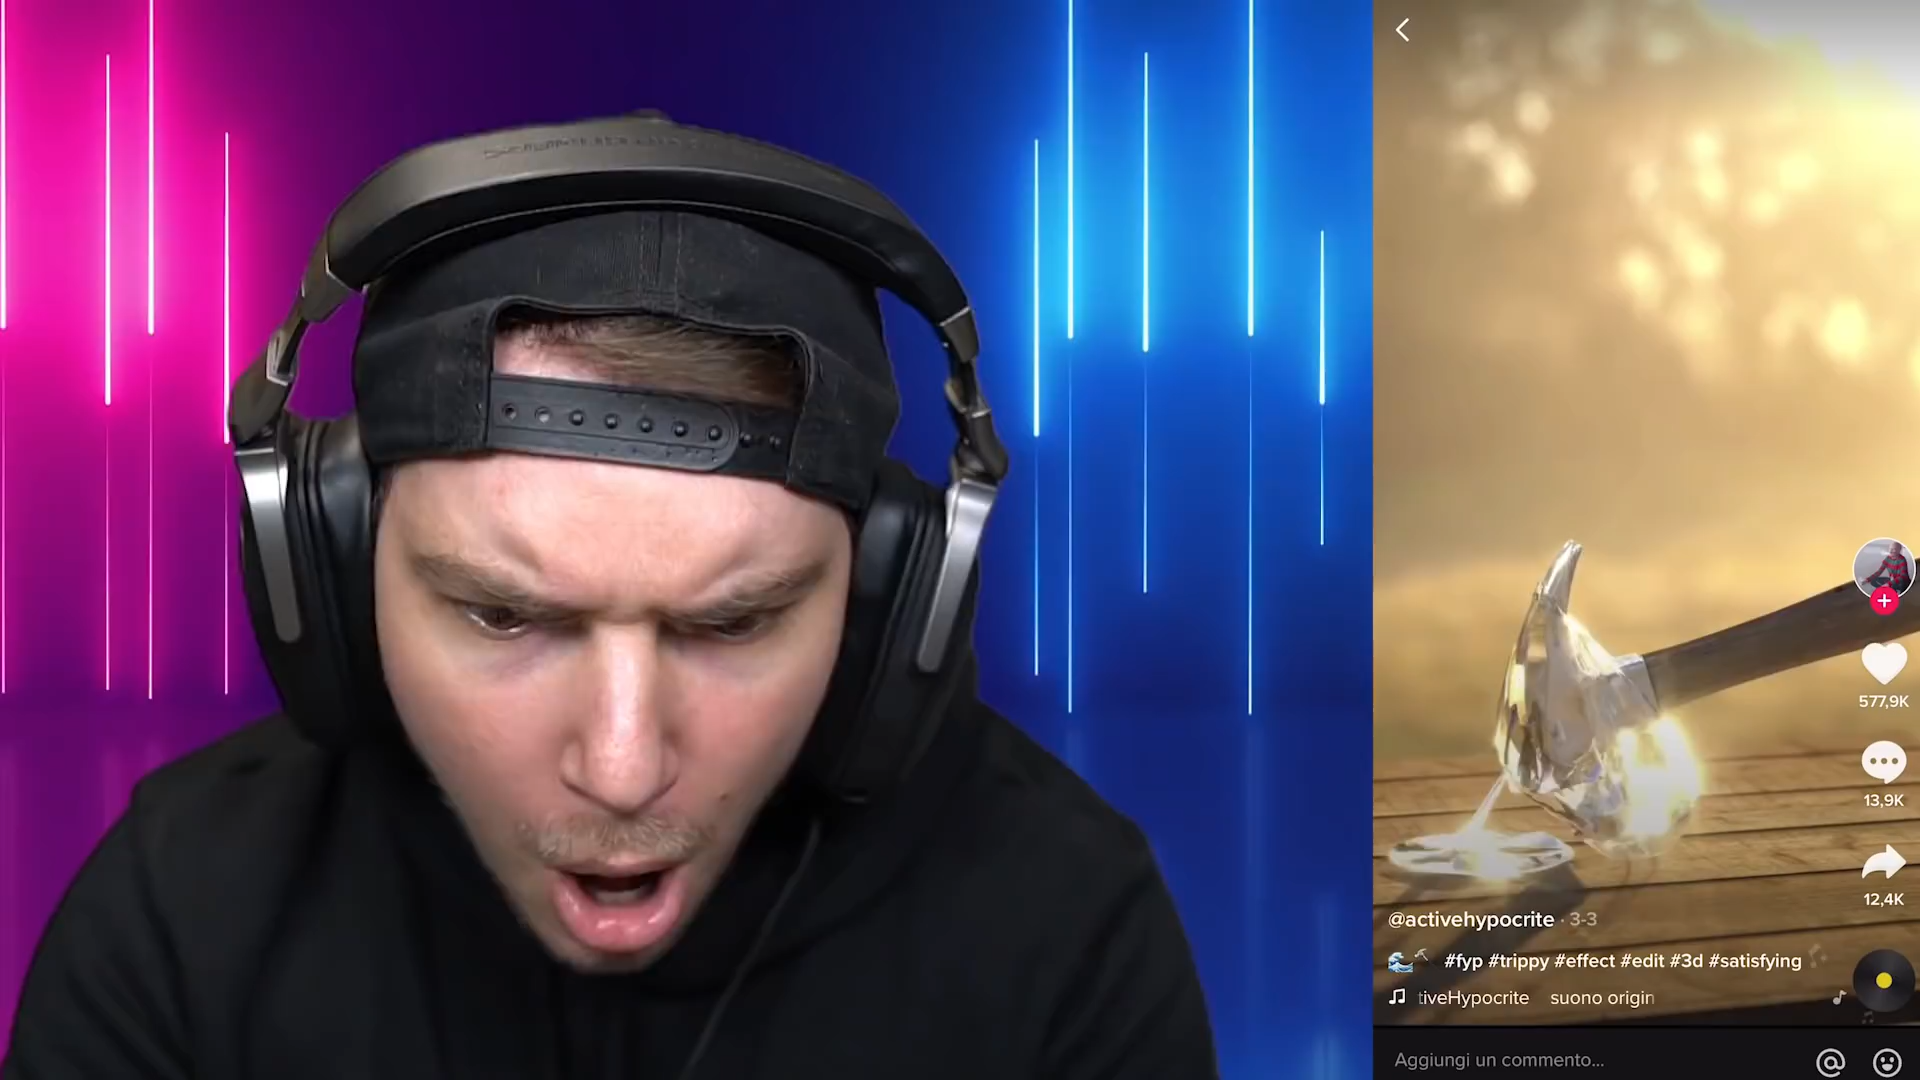 577,9K
13,9K
12,4K
@activehypocrite · 3-3
#fyp #trippy #effect #edit #3d #satisfying
tiveHypocrite suono origin
Aggiungi un commento...